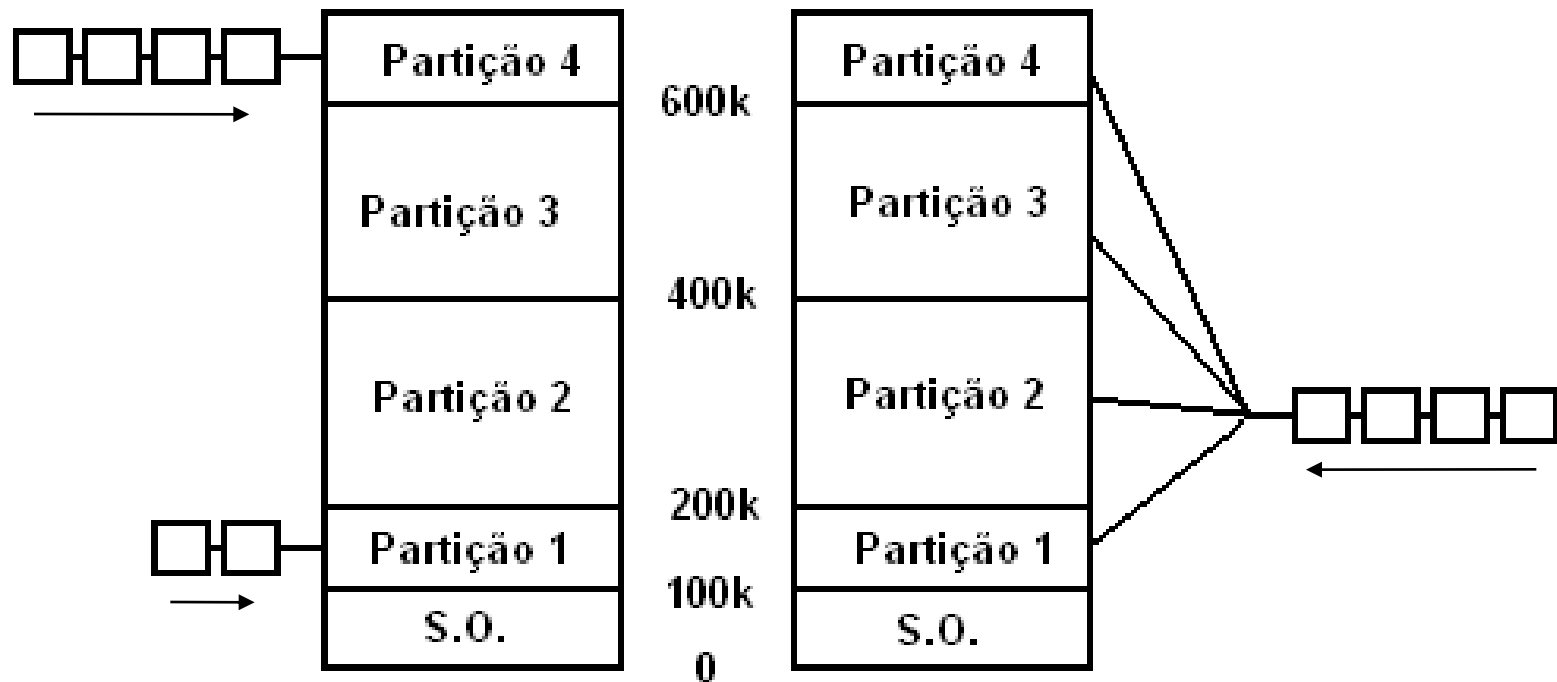 Partição 4
600k
Partição 3
400k
Partição 2
200k
Partição 1
100k
S.O.
0
Partição 4
Partição 3
Partição 2
Partição 1
S.O.